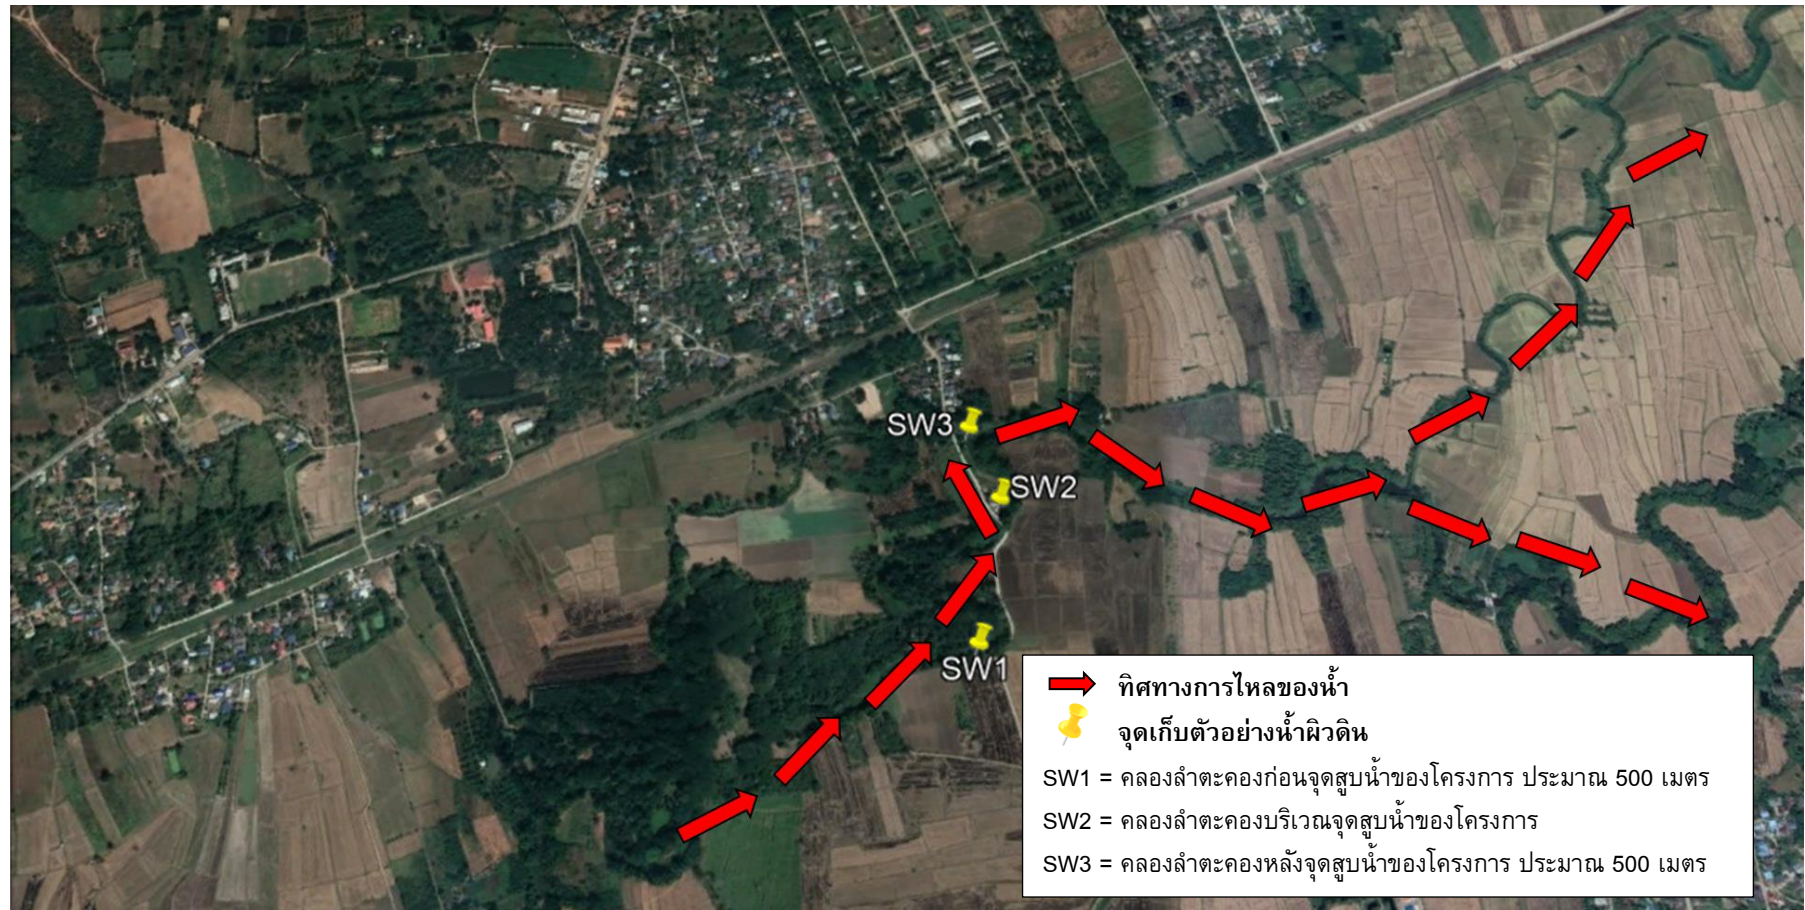 SW3
SW2
SW1
ทิศทางการไหลของน้ำ
จุดเก็บตัวอย่างน้ำผิวดิน
SW1 = คลองลำตะคองก่อนจุดสูบน้ำของโครงการ ประมาณ 500 เมตร
SW2 = คลองลำตะคองบริเวณจุดสูบน้ำของโครงการ
SW3 = คลองลำตะคองหลังจุดสูบน้ำของโครงการ ประมาณ 500 เมตร